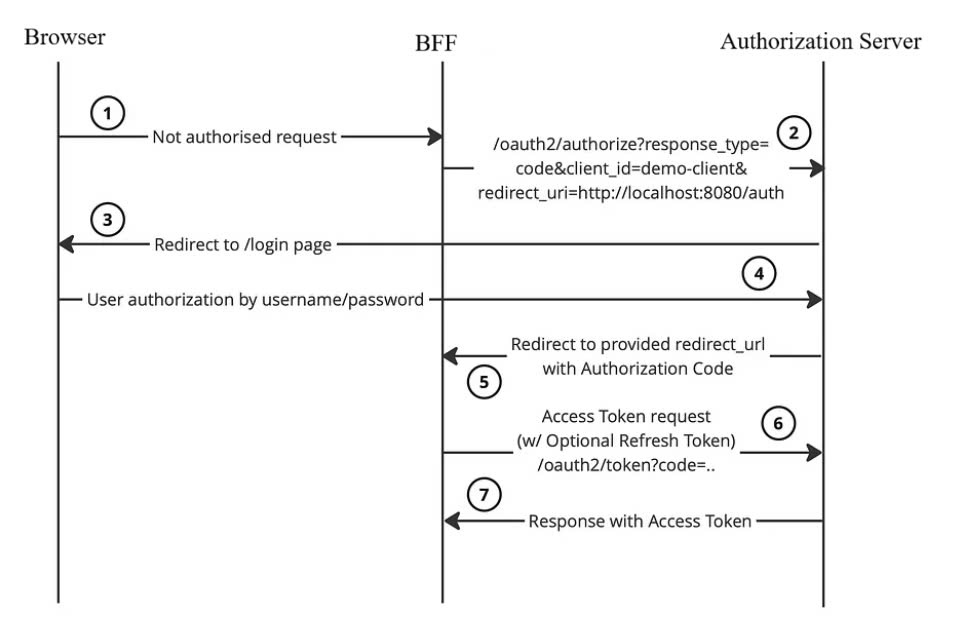 Browser
BFF
Authorization Server
1
Not authorised request
2
/oauth2/authorize?response_type=
code&client_id=demo-client&
redirect_uri=http://localhost:8080/auth
3
Redirect to /login page
4
User authorization by username/password
Redirect to provided redirect_url
with Authorization Code
5
Access Token request
(w/ Optional Refresh Token)
/oauth2/token?code=..
6
7
Response with Access Token